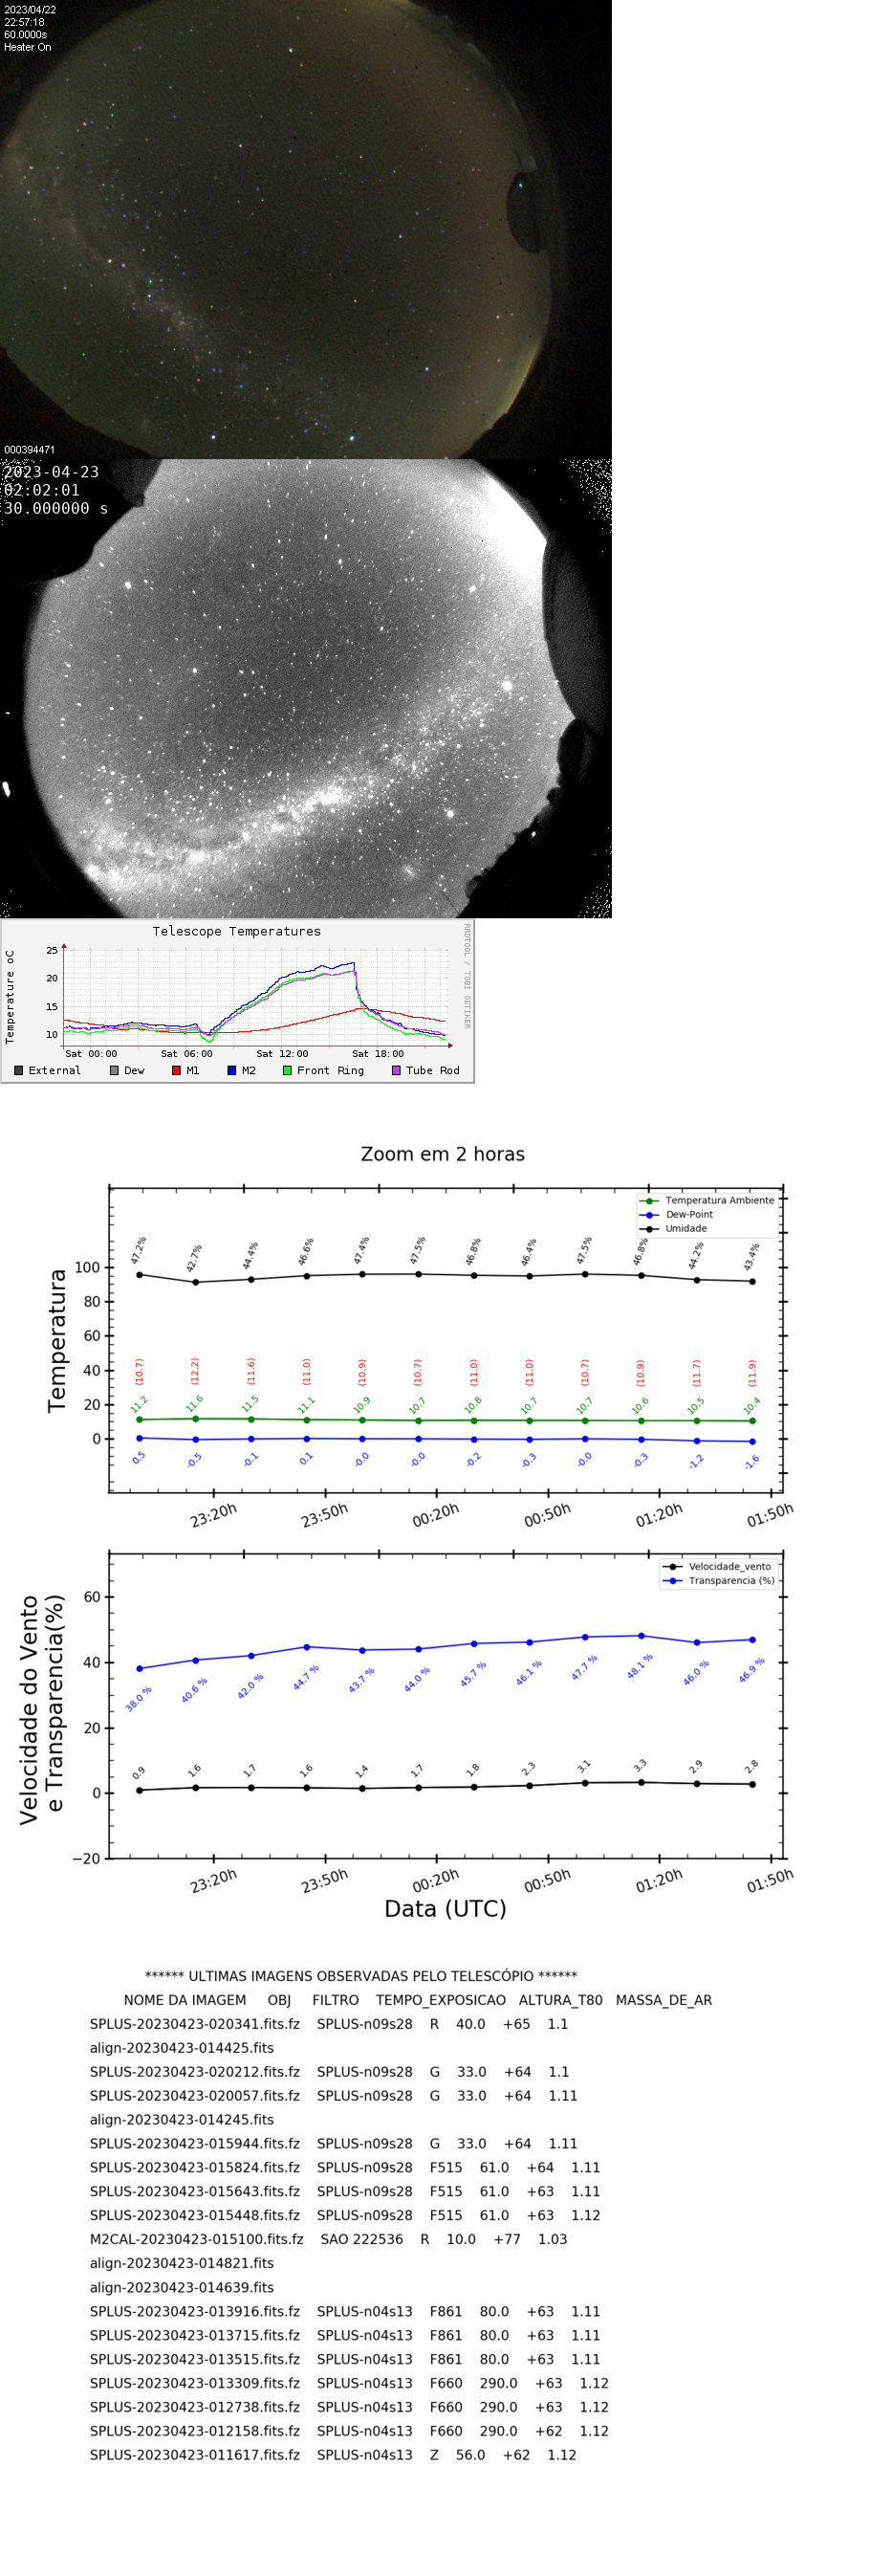 2023/04/22
22:57:18
60.0000s
Heater On
000394471
2023-04-23
02:02:01
30.000000 s
Telescope Temperatures
RRDTOOL / TOBI OETIKER
Temperature oC
25
20
15
10
Sat 00:00 Sat 06:00 Sat 12:00 Sat 18:00
External Dew M1 M2 Front Ring Tube Rod
Zoom em 2 horas
Temperatura Ambiente
Dew-Point
Umidade
Temperatura
100
80
60
40
20
0
47.2% 42.7% 44.4% 46.6% 47.4% 47.5% 46.8% 46.4% 47.5% 46.8% 44.2% 43.4%
(10.7) (12.2) (11.6) (11.0) (10.9) (10.7) (11.0) (11.0) (10.7) (10.9) (11.7) (11.9)
11.2 11.6 11.5 11.1 10.9 10.7 10.8 10.7 10.7 10.6 10.5 10.4
0.5 -0.5 -0.1 0.1 -0.0 -0.0 -0.2 -0.3 -0.0 -0.3 -1.2 -1.6
23:20h 23:50h 00:20h 00:50h 01:20h 01:50h
Velocidade_vento
Transparencia (%)
Velocidade do Vento
e Transparencia(%)
60
40
20
0
−20
38.0 % 40.6 % 42.0 % 44.7 % 43.7 % 44.0 % 45.7 % 46.1 % 47.7 % 48.1 % 46.0 % 46.9 %
0.9 1.6 1.7 1.6 1.4 1.7 1.8 2.3 3.1 3.3 2.9 2.8
23:20h 23:50h 00:20h 00:50h 01:20h 01:50h
Data (UTC)
****** ULTIMAS IMAGENS OBSERVADAS PELO TELESCÓPIO ******
NOME DA IMAGEM OBJ FILTRO TEMPO_EXPOSICAO ALTURA_T80 MASSA_DE_AR
SPLUS-20230423-020341.fits.fz SPLUS-n09s28 R 40.0 +65 1.1
align-20230423-014425.fits
SPLUS-20230423-020212.fits.fz SPLUS-n09s28 G 33.0 +64 1.1
SPLUS-20230423-020057.fits.fz SPLUS-n09s28 G 33.0 +64 1.11
align-20230423-014245.fits
SPLUS-20230423-015944.fits.fz SPLUS-n09s28 G 33.0 +64 1.11
SPLUS-20230423-015824.fits.fz SPLUS-n09s28 F515 61.0 +64 1.11
SPLUS-20230423-015643.fits.fz SPLUS-n09s28 F515 61.0 +63 1.11
SPLUS-20230423-015448.fits.fz SPLUS-n09s28 F515 61.0 +63 1.12
M2CAL-20230423-015100.fits.fz SAO 222536 R 10.0 +77 1.03
align-20230423-014821.fits
align-20230423-014639.fits
SPLUS-20230423-013916.fits.fz SPLUS-n04s13 F861 80.0 +63 1.11
SPLUS-20230423-013715.fits.fz SPLUS-n04s13 F861 80.0 +63 1.11
SPLUS-20230423-013515.fits.fz SPLUS-n04s13 F861 80.0 +63 1.11
SPLUS-20230423-013309.fits.fz SPLUS-n04s13 F660 290.0 +63 1.12
SPLUS-20230423-012738.fits.fz SPLUS-n04s13 F660 290.0 +63 1.12
SPLUS-20230423-012158.fits.fz SPLUS-n04s13 F660 290.0 +62 1.12
SPLUS-20230423-011617.fits.fz SPLUS-n04s13 Z 56.0 +62 1.12